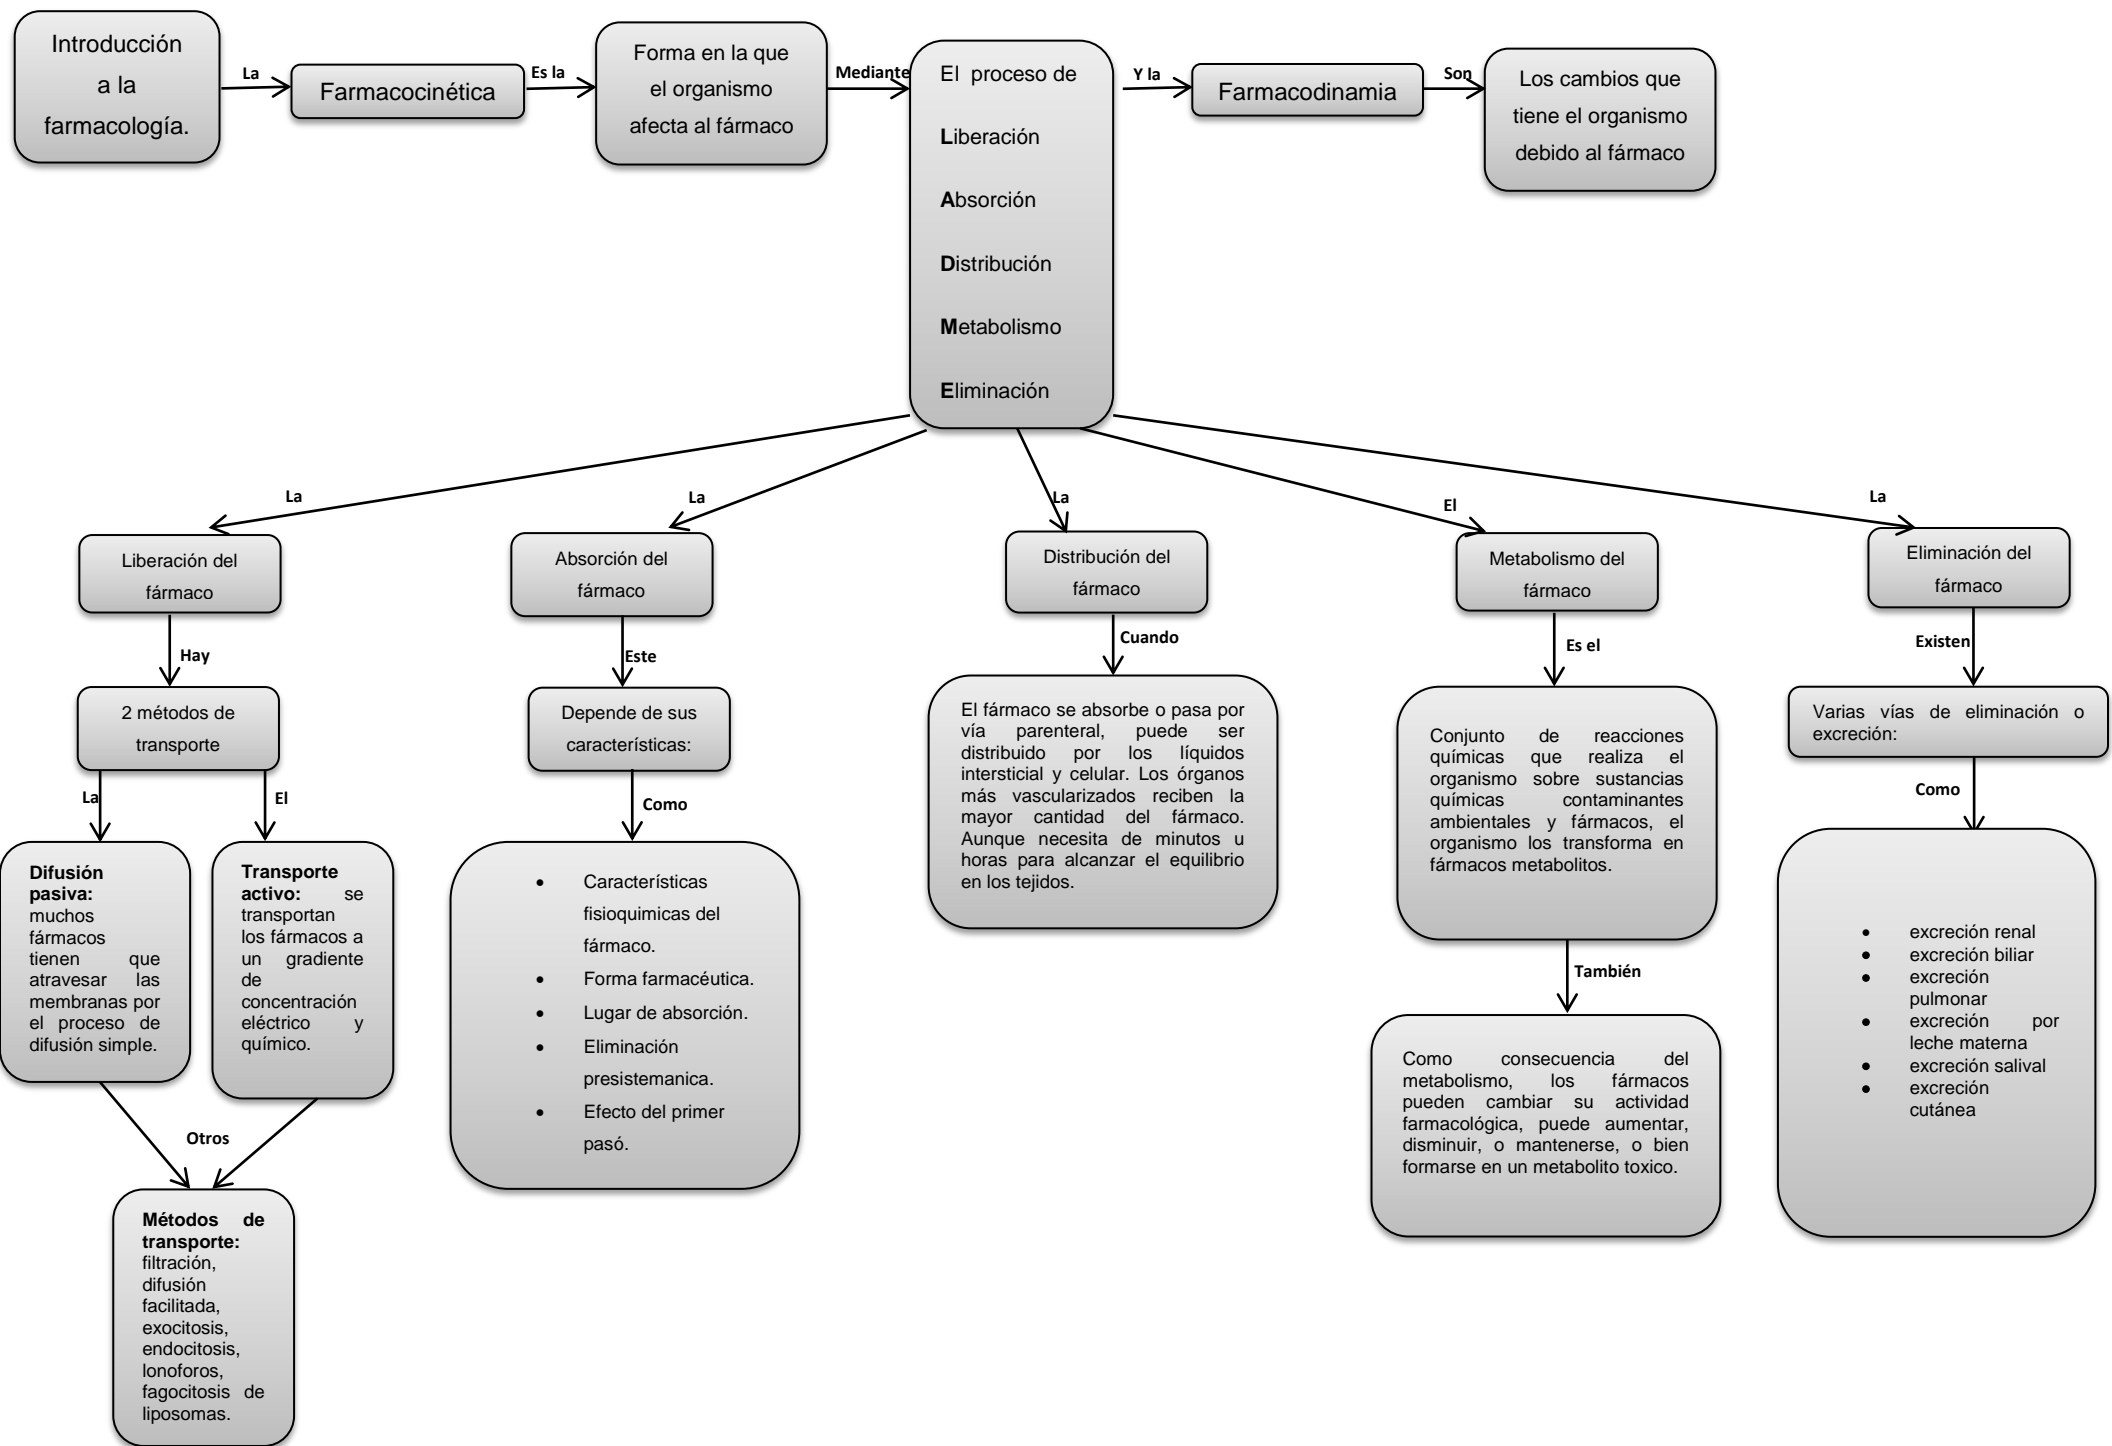 Introducción
a la
farmacología.
La
Farmacocinética
Es la
Forma en la que
el organismo
afecta al fármaco
Mediante
El proceso de
Liberación
Absorción
Distribución
Metabolismo
Eliminación
Y la
Farmacodinamia
Son
Los cambios que
tiene el organismo
debido al fármaco
La
La
La
El
La
Liberación del
fármaco
Hay
2 métodos de
transporte
La
El
Difusión
pasiva:
muchos
fármacos
tienen que
atravesar las
membranas por
el proceso de
difusión simple.
Transporte
activo: se
transportan
los fármacos a
un gradiente
de
concentración
eléctrico y
químico.
Otros
Métodos de
transporte:
filtración,
difusión
facilitada,
exocitosis,
endocitosis,
lonoforos,
fagocitosis de
liposomas.
Absorción del
fármaco
Este
Depende de sus
características:
Como
• Características
fisioquimicas del
fármaco.
• Forma farmacéutica.
• Lugar de absorción.
• Eliminación
presistemanica.
• Efecto del primer
pasó.
Distribución del
fármaco
Cuando
El fármaco se absorbe o pasa por
vía parenteral, puede ser
distribuido por los líquidos
intersticial y celular. Los órganos
más vascularizados reciben la
mayor cantidad del fármaco.
Aunque necesita de minutos u
horas para alcanzar el equilibrio
en los tejidos.
Metabolismo del
fármaco
Es el
Conjunto de reacciones
químicas que realiza el
organismo sobre sustancias
químicas contaminantes
ambientales y fármacos, el
organismo los transforma en
fármacos metabolitos.
También
Como consecuencia del
metabolismo, los fármacos
pueden cambiar su actividad
farmacológica, puede aumentar,
disminuir, o mantenerse, o bien
formarse en un metabolito toxico.
Eliminación del
fármaco
Existen
Varias vías de eliminación o
excreción:
Como
• excreción renal
• excreción biliar
• excreción
pulmonar
• excreción por
leche materna
• excreción salival
• excreción
cutánea